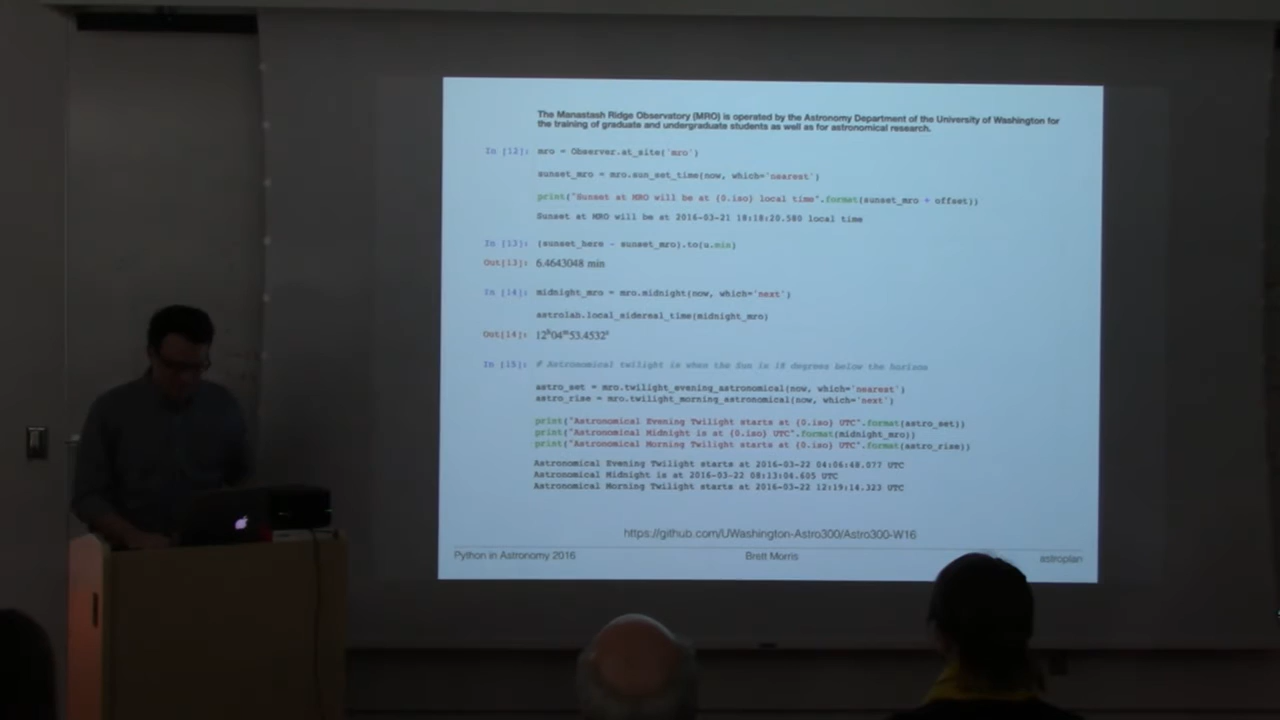 The Manastash Ridge Observatory (MRO) is operated by the Astronomy Department of the University of Washington for
the training of graduate and undergraduate students as well as for astronomical research.
In [12]: mro = Observer.at_site('mro')
sunset_mro = mro.sun_set_time(now, which='nearest')
print("Sunset at MRO will be at {0.iso} local time".format(sunset_mro + offset))
Sunset at MRO will be at 2016-03-21 18:18:20.580 local time
In [13]: (sunset_here - sunset_mro).to(u.min)
Out[13]: 6.4643048 min
In [14]: midnight_mro = mro.midnight(now, which='next')
astrolab.local_sidereal_time(midnight_mro)
Out[14]: 12h04m53.4532s
In [15]: # Astronomical twilight is when the Sun is 18 degrees below the horizon
astro_set = mro.twilight_evening_astronomical(now, which='nearest')
astro_rise = mro.twilight_morning_astronomical(now, which='next')
print("Astronomical Evening Twilight starts at {0.iso} UTC".format(astro_set))
print("Astronomical Midnight is at {0.iso} UTC".format(midnight_mro))
print("Astronomical Morning Twilight starts at {0.iso} UTC".format(astro_rise))
Astronomical Evening Twilight starts at 2016-03-22 04:06:48.077 UTC
Astronomical Midnight is at 2016-03-22 08:13:04.605 UTC
Astronomical Morning Twilight starts at 2016-03-22 12:19:14.323 UTC
https://github.com/UWashington-Astro300/Astro300-W16
Python in Astronomy 2016 Brett Morris astroplan